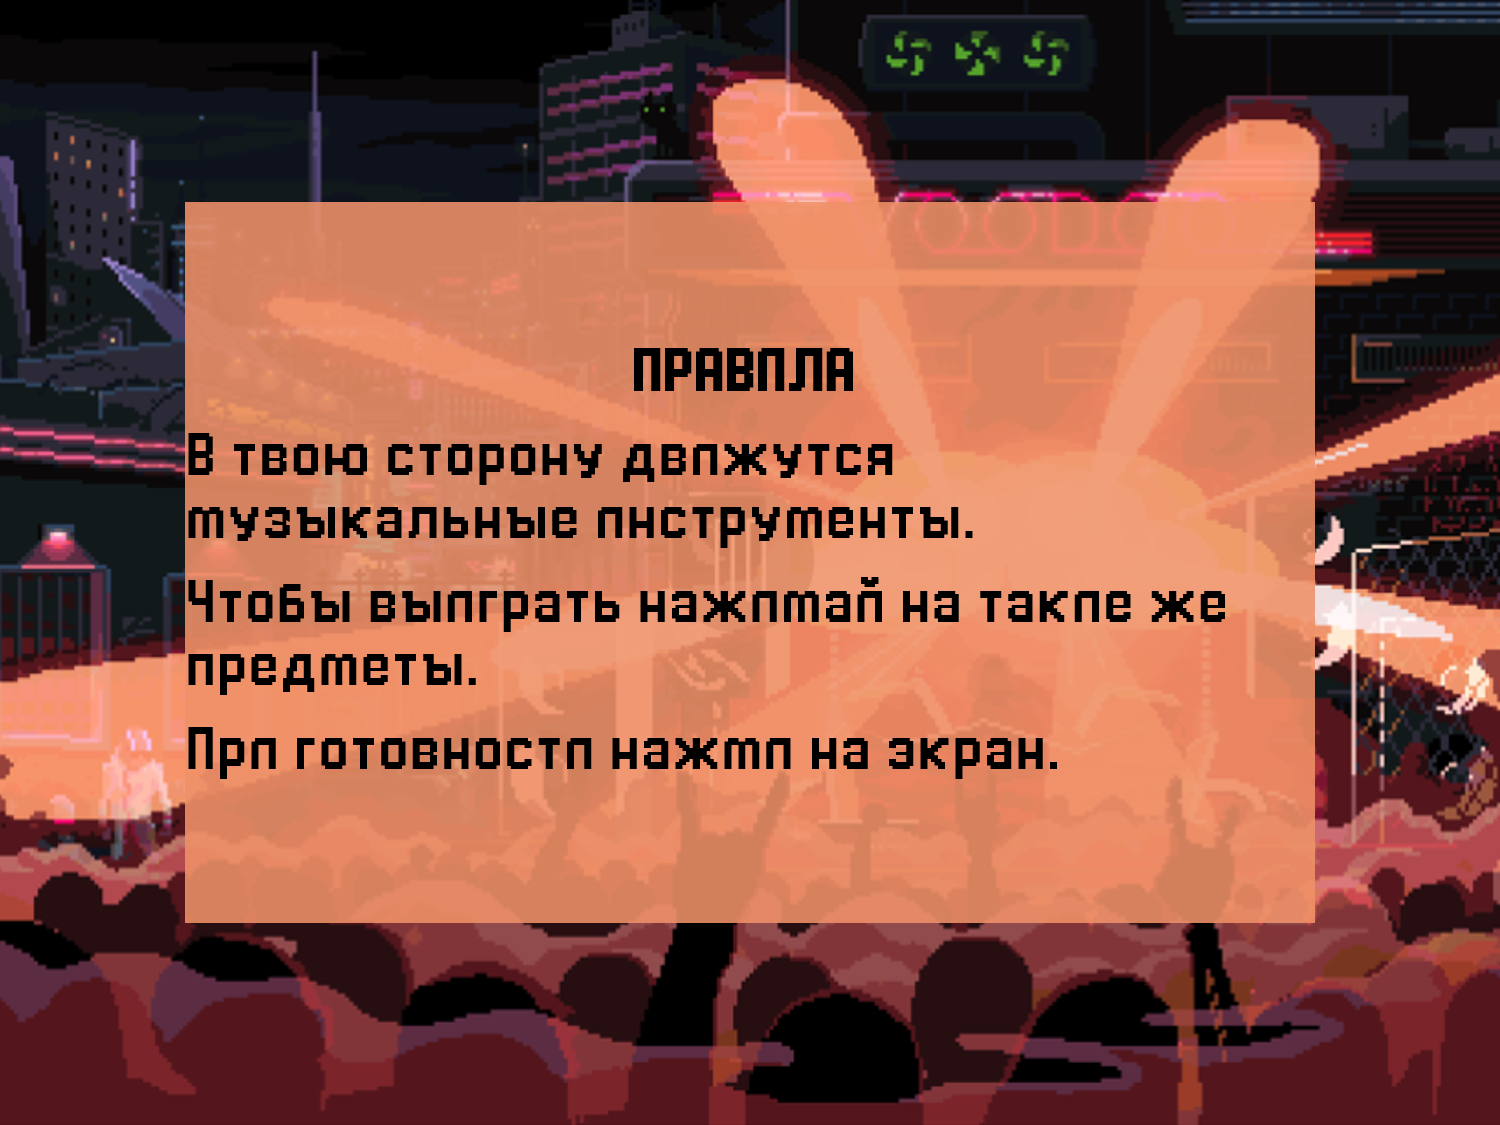 ПРАВИЛА
В твою сторону движутся
музыкальные инструменты.
Чтобы выиграть нажимай на такие же
предметы.
При готовности нажми на экран.